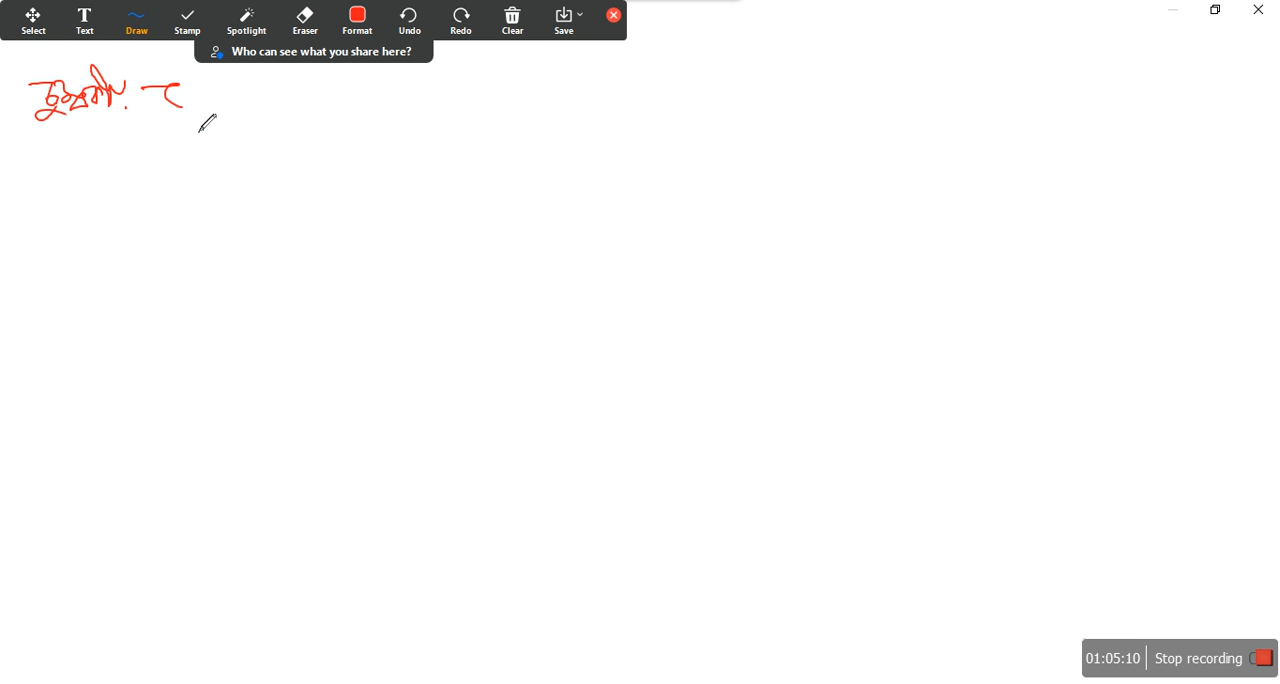 Select Text Draw Stamp Spotlight Eraser Format Undo Redo Clear Save
Who can see what you share here?
01:05:10 Stop recording